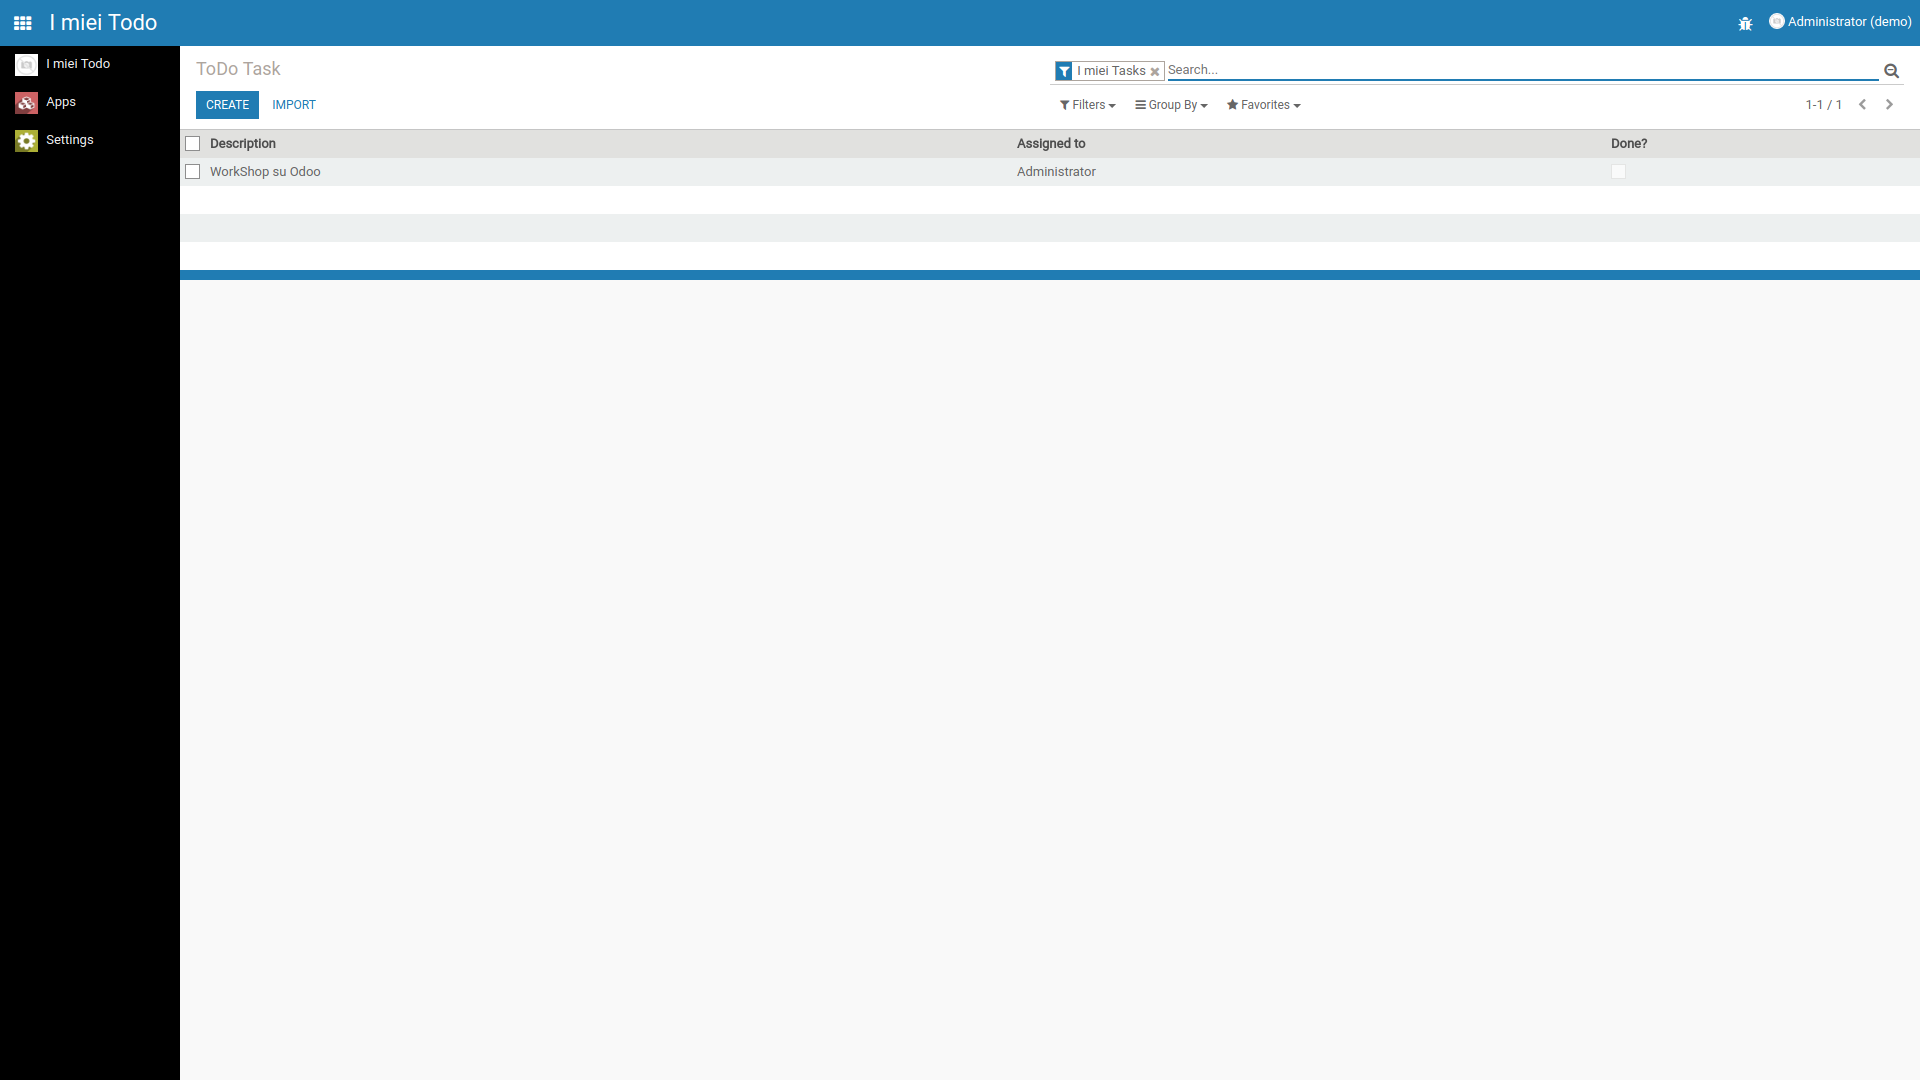 I miei Todo
Administrator (demo)
I miei Todo
Apps
Settings
ToDo Task
I miei Tasks Search...
CREATE IMPORT
Filters Group By Favorites
1-1 / 1
Description Assigned to Done?
WorkShop su Odoo Administrator